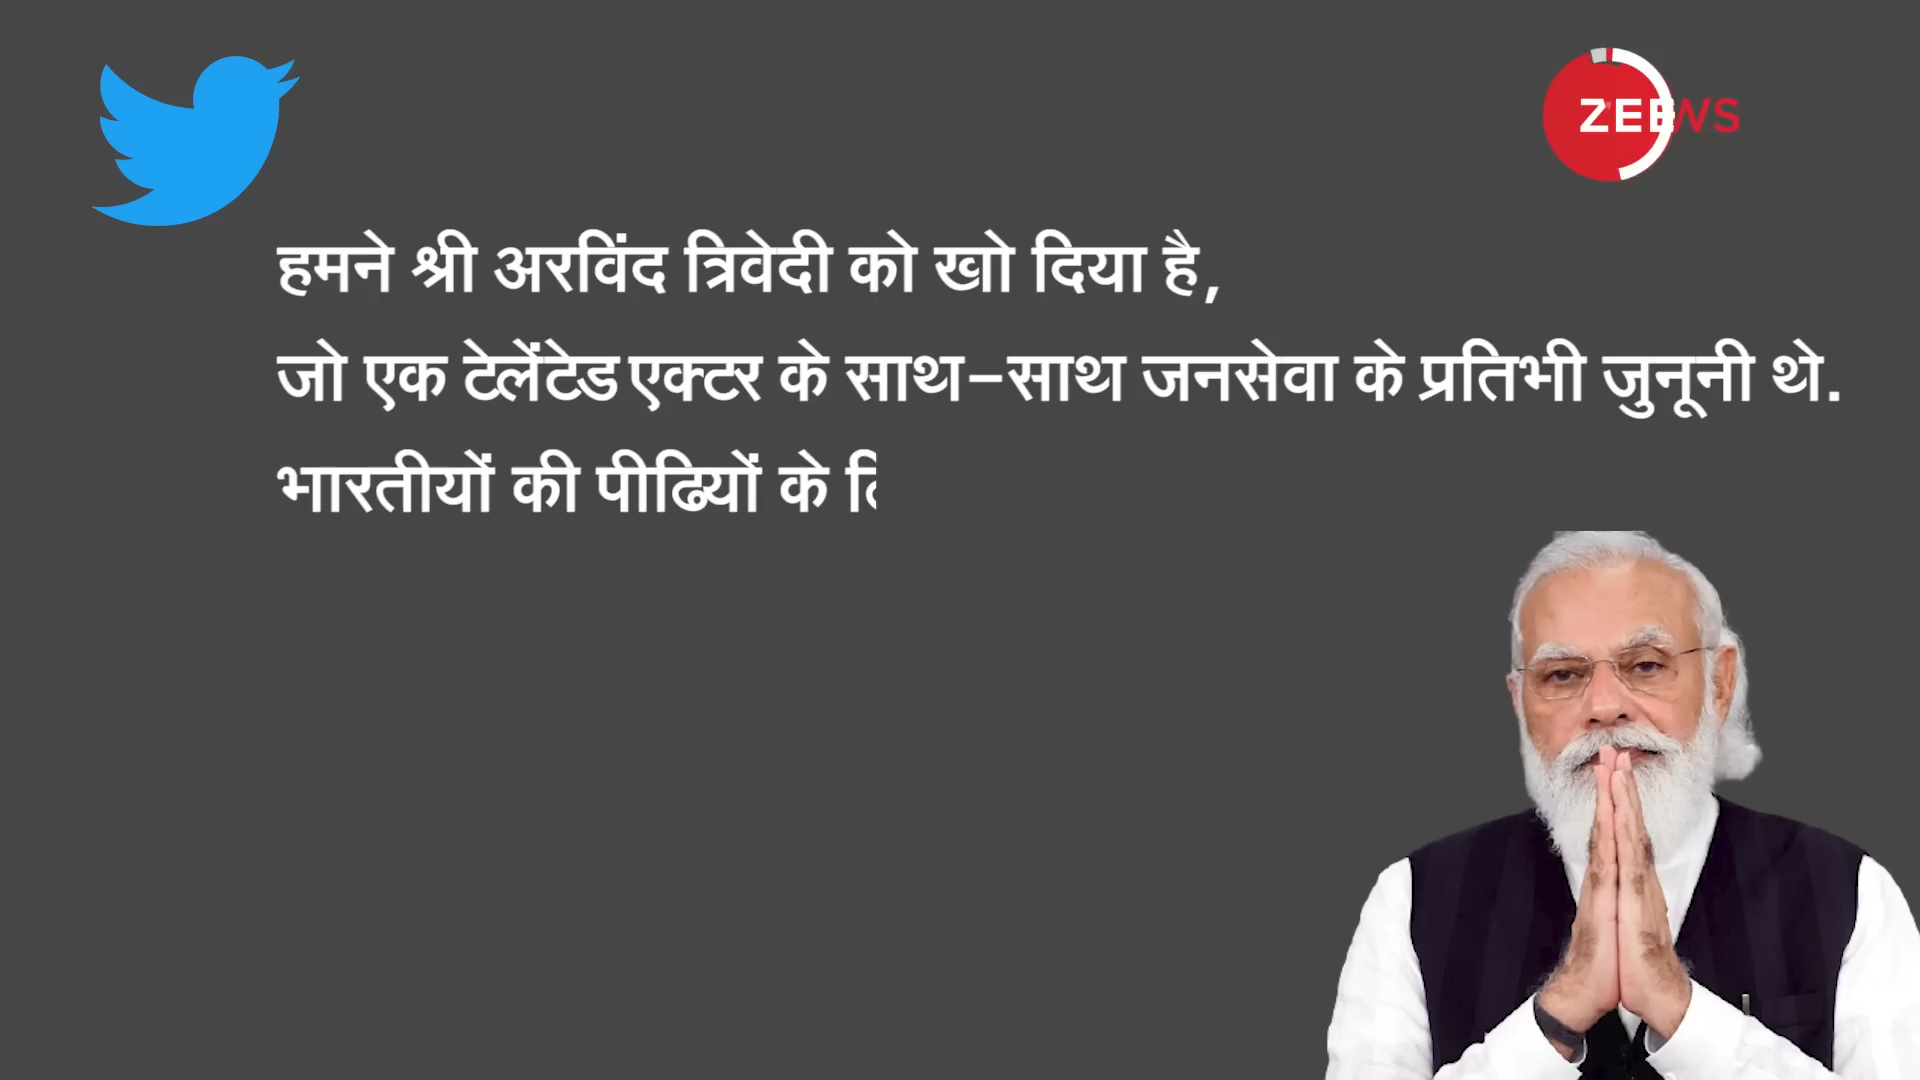 ZEE
हमने श्री अरविंद त्रिवेदी को खो दिया है,
जो एक टेलेंटेड एक्टर के साथ-साथ जनसेवा के प्रतिभी जुनूनी थे.
भारतीयों की पीढ़ियों के